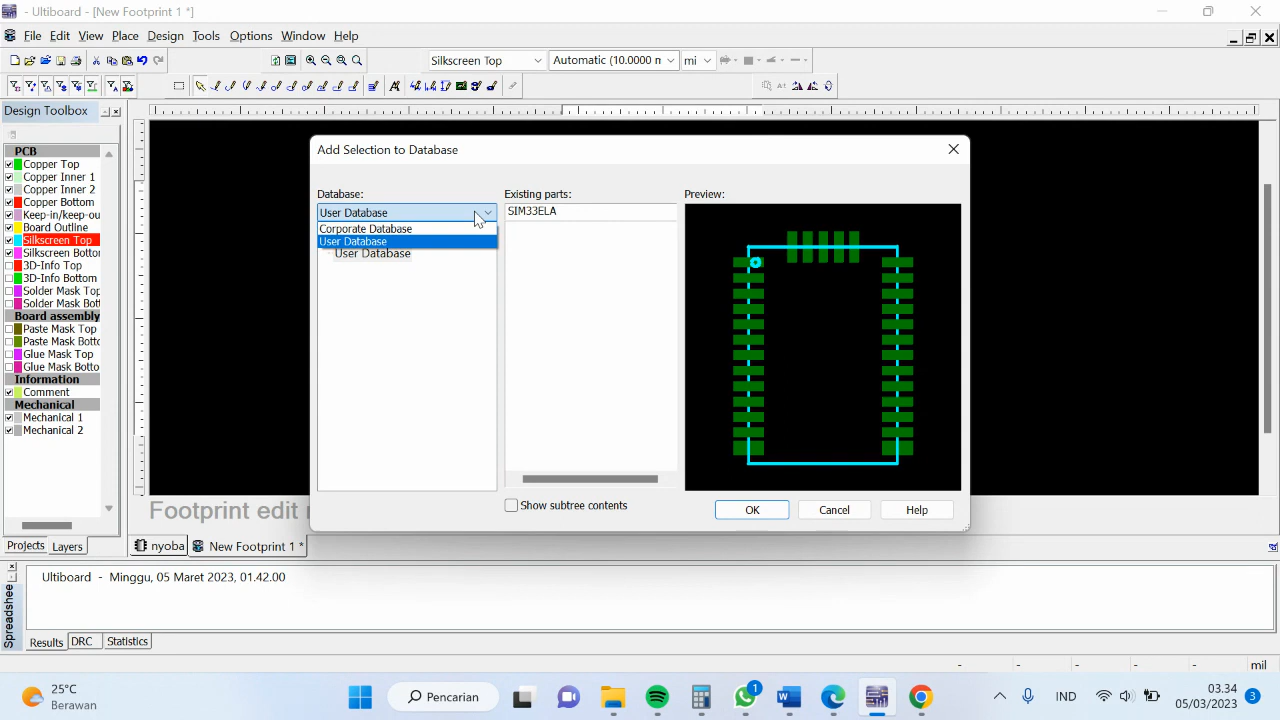 - Ultiboard - [New Footprint 1 *]
File Edit View Place Design Tools Options Window Help
Silkscreen Top Automatic (10.0000 n mi
Design Toolbox
PCB
Copper Top
Copper Inner 1
Copper Inner 2
Copper Bottom
Keep-in/keep-ou
Board Outline
Silkscreen Top
Silkscreen Bottor
3D-Info Top
3D-Info Bottom
Solder Mask Top
Solder Mask Bott
Board assembly
Paste Mask Top
Paste Mask Bott
Glue Mask Top
Glue Mask Bottor
Information
Comment
Mechanical
Mechanical 1
Mechanical 2
Projects Layers
Add Selection to Database
Database:
User Database
Corporate Database
User Database
User Database
Existing parts:
SIM33ELA
Show subtree contents
Preview:
OK Cancel Help
Footprint edit
nyoba New Footprint 1 *
Ultiboard - Minggu, 05 Maret 2023, 01.42.00
Spreadshee
Results DRC Statistics
- - - - - mil
25°C
Berawan
Pencarian
1
IND
03.34
05/03/2023
3